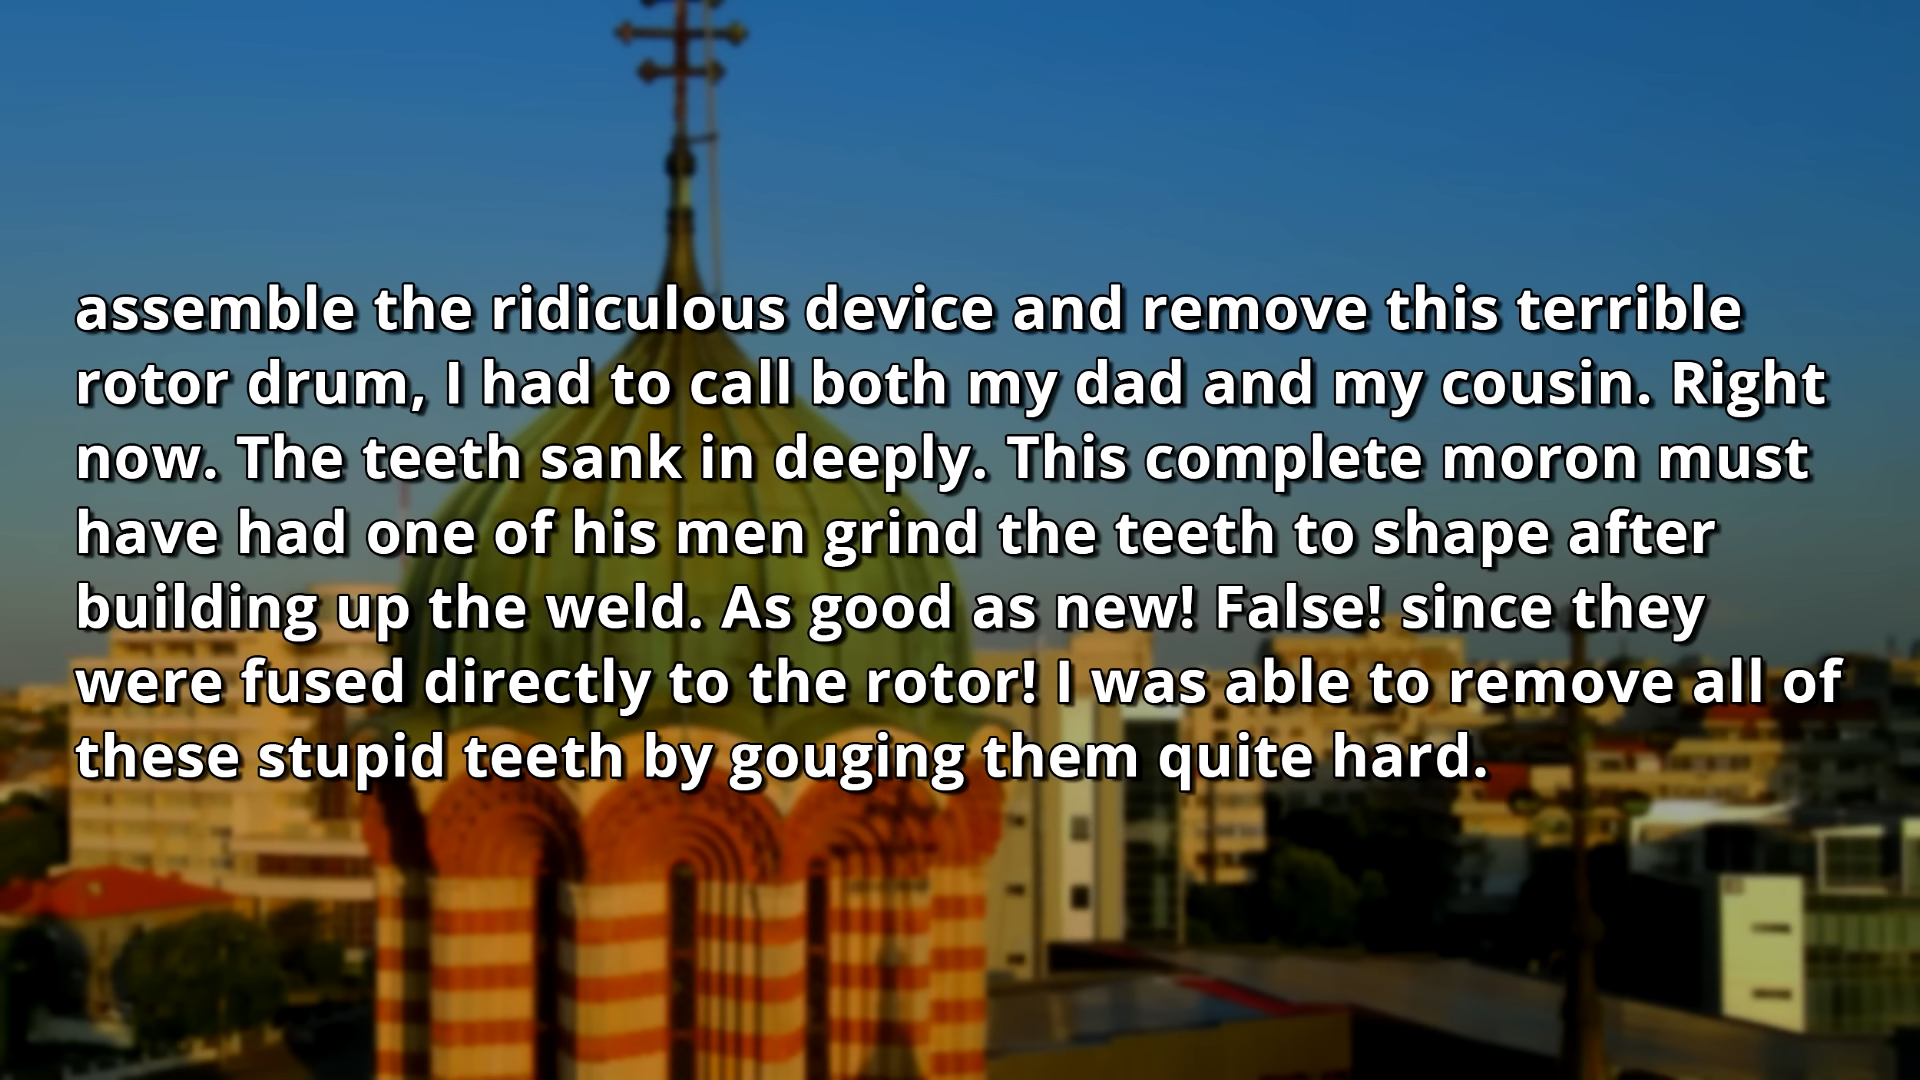 assemble the ridiculous device and remove this terrible
rotor drum, I had to call both my dad and my cousin. Right
now. The teeth sank in deeply. This complete moron must
have had one of his men grind the teeth to shape after
building up the weld. As good as new! False! since they
were fused directly to the rotor! I was able to remove all of
these stupid teeth by gouging them quite hard.